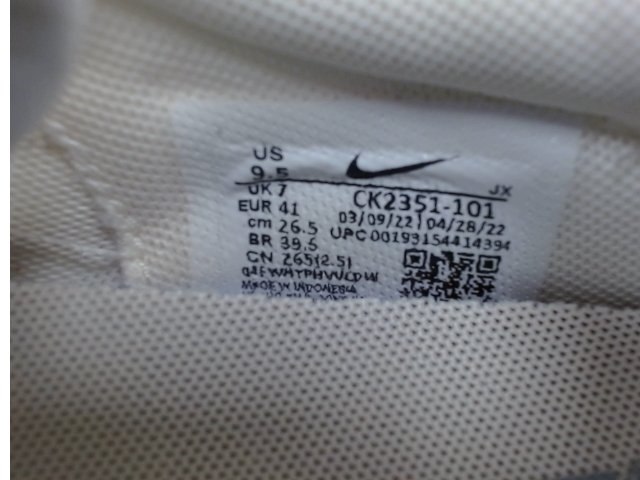 US
9.5
UK 7
JX
EUR 41
CK2351-101
cm 26.5
03/09/22 | 04/28/22
BR 39.5
UPC 00193154414394
CN 265(2.5)
MADE IN INDONESIA